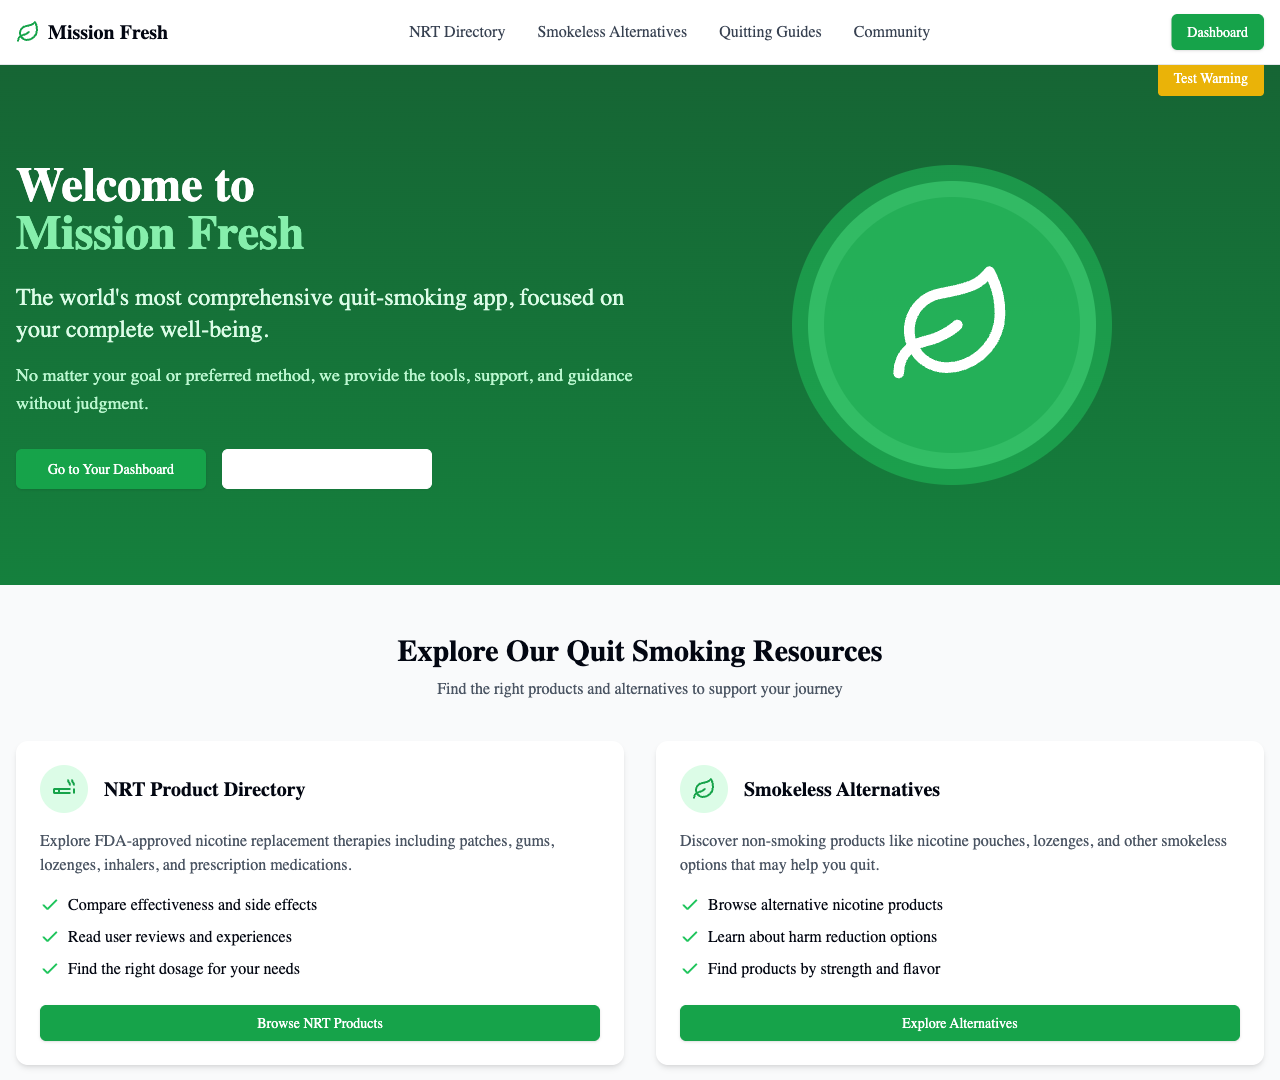 Mission Fresh
NRT Directory
Smokeless Alternatives
Quitting Guides
Community
Dashboard
Test Warning
Welcome to
Mission Fresh
The world's most comprehensive quit-smoking app, focused on
your complete well-being.
No matter your goal or preferred method, we provide the tools, support, and guidance
without judgment.
Go to Your Dashboard
Explore Our Quit Smoking Resources
Find the right products and alternatives to support your journey
NRT Product Directory
Explore FDA-approved nicotine replacement therapies including patches, gums,
lozenges, inhalers, and prescription medications.
Compare effectiveness and side effects
Read user reviews and experiences
Find the right dosage for your needs
Browse NRT Products
Smokeless Alternatives
Discover non-smoking products like nicotine pouches, lozenges, and other smokeless
options that may help you quit.
Browse alternative nicotine products
Learn about harm reduction options
Find products by strength and flavor
Explore Alternatives